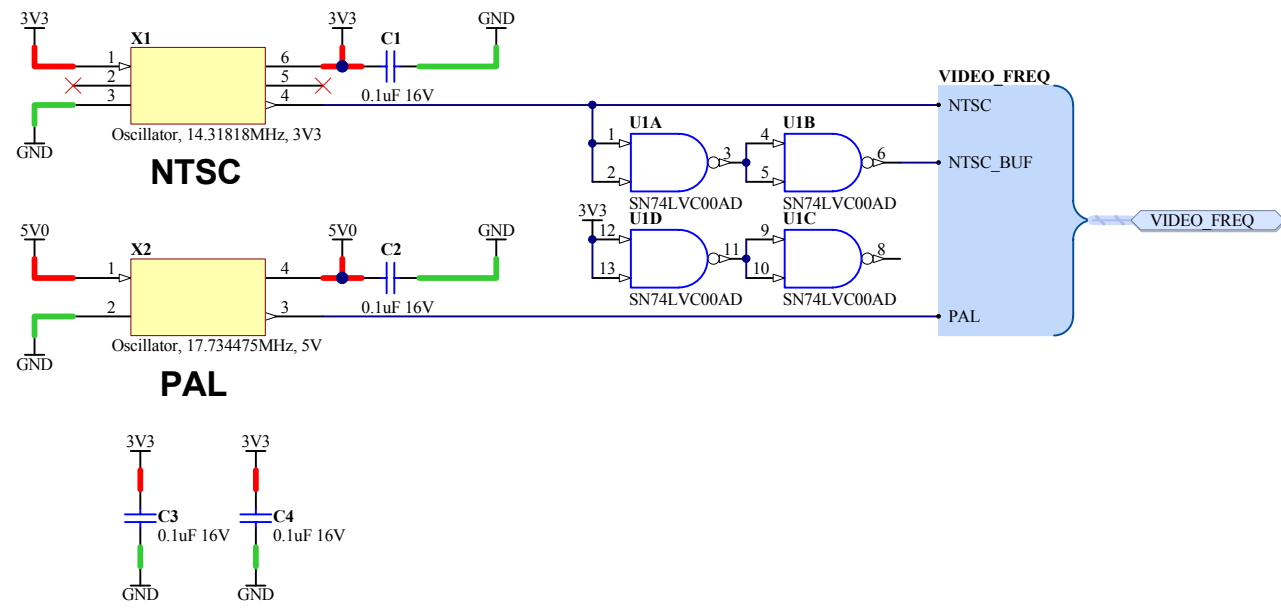 3V3
X1
3V3
C1
GND
1
6
2
5
3
4
0.1uF 16V
GND
Oscillator, 14.31818MHz, 3V3
NTSC
VIDEO_FREQ
NTSC
U1A
U1B
1
2
3
4
5
6
NTSC_BUF
SN74LVC00AD
SN74LVC00AD
3V3
U1D
U1C
12
13
11
9
10
8
SN74LVC00AD
SN74LVC00AD
VIDEO_FREQ
5V0
X2
5V0
C2
GND
1
4
2
3
0.1uF 16V
PAL
GND
Oscillator, 17.734475MHz, 5V
PAL
3V3
3V3
C3
0.1uF 16V
C4
0.1uF 16V
GND
GND